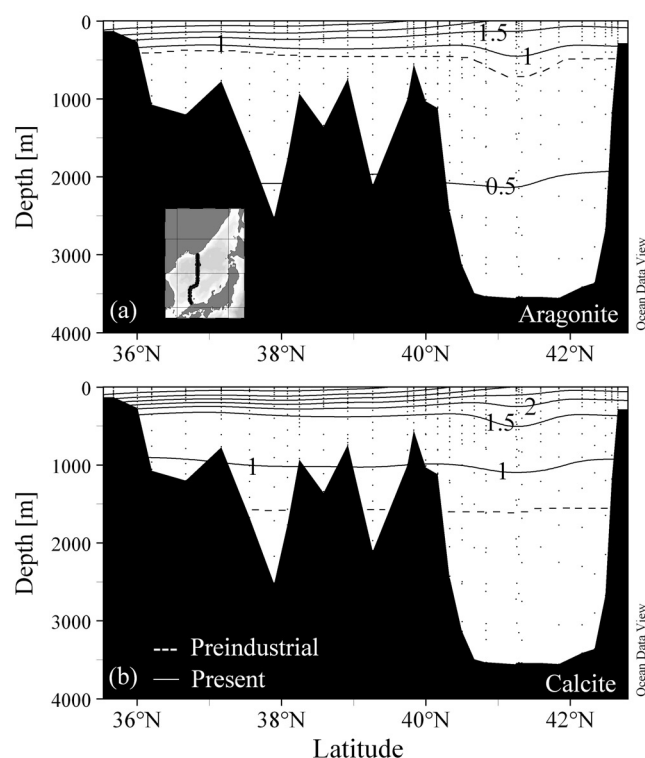 0
1000
2000
3000
4000
Depth [m]
1
1.5
1
0.5
(a)
Aragonite
Ocean Data View
36°N
38°N
40°N
42°N
0
1000
2000
3000
4000
Depth [m]
2
1.5
1
1
--- Preindustrial
— Present
(b)
Calcite
Ocean Data View
36°N
38°N
40°N
42°N
Latitude